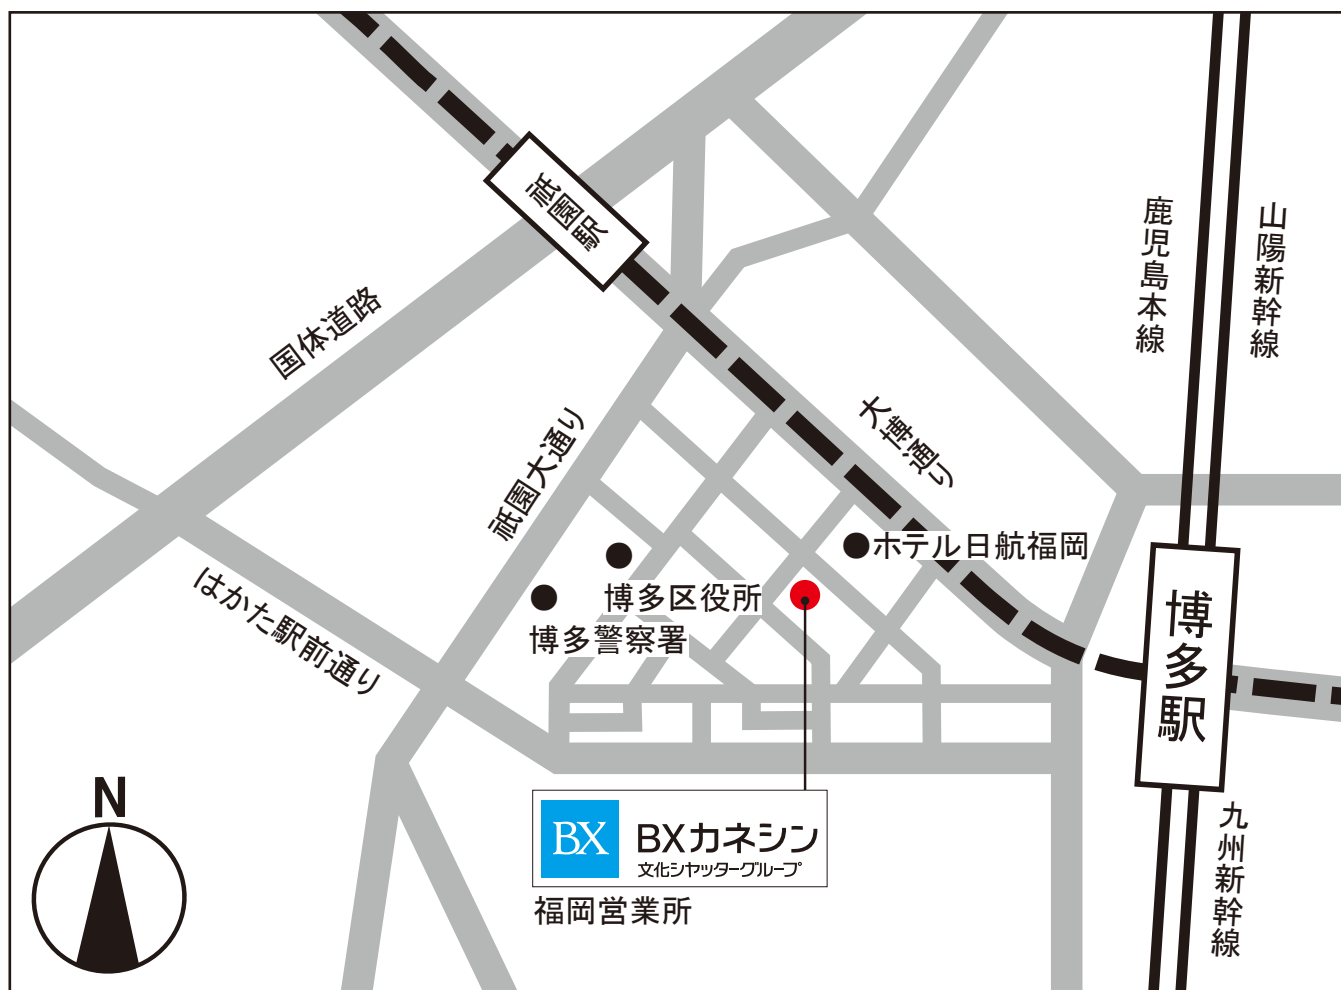 祇園駅
鹿児島本線
山陽新幹線
国体道路
大博通り
祇園大通り
ホテル日航福岡
博多区役所
博多警察署
はかた駅前通り
博多駅
N
BX
BXカネシン
文化シヤッターグループ
福岡営業所
九州新幹線